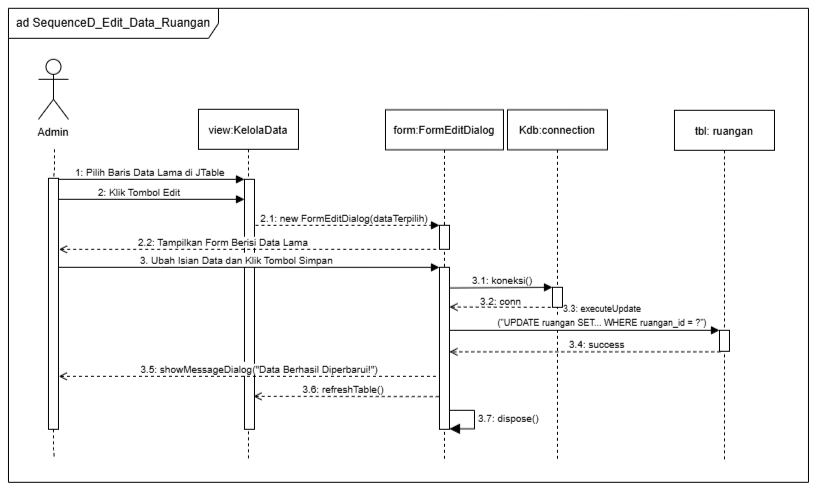 ad SequenceD_Edit_Data_Ruangan
Admin
view:KelolaData
form:FormEditDialog
Kdb:connection
tbl: ruangan
1: Pilih Baris Data Lama di JTable
2: Klik Tombol Edit
2.1: new FormEditDialog(dataTerpilih)
2.2: Tampilkan Form Berisi Data Lama
3. Ubah Isian Data dan Klik Tombol Simpan
3.1: koneksi()
3.2: conn
3.3: executeUpdate
("UPDATE ruangan SET... WHERE ruangan_id = ?")
3.4: success
3.5: showMessageDialog("Data Berhasil Diperbarui!")
3.6: refreshTable()
3.7: dispose()